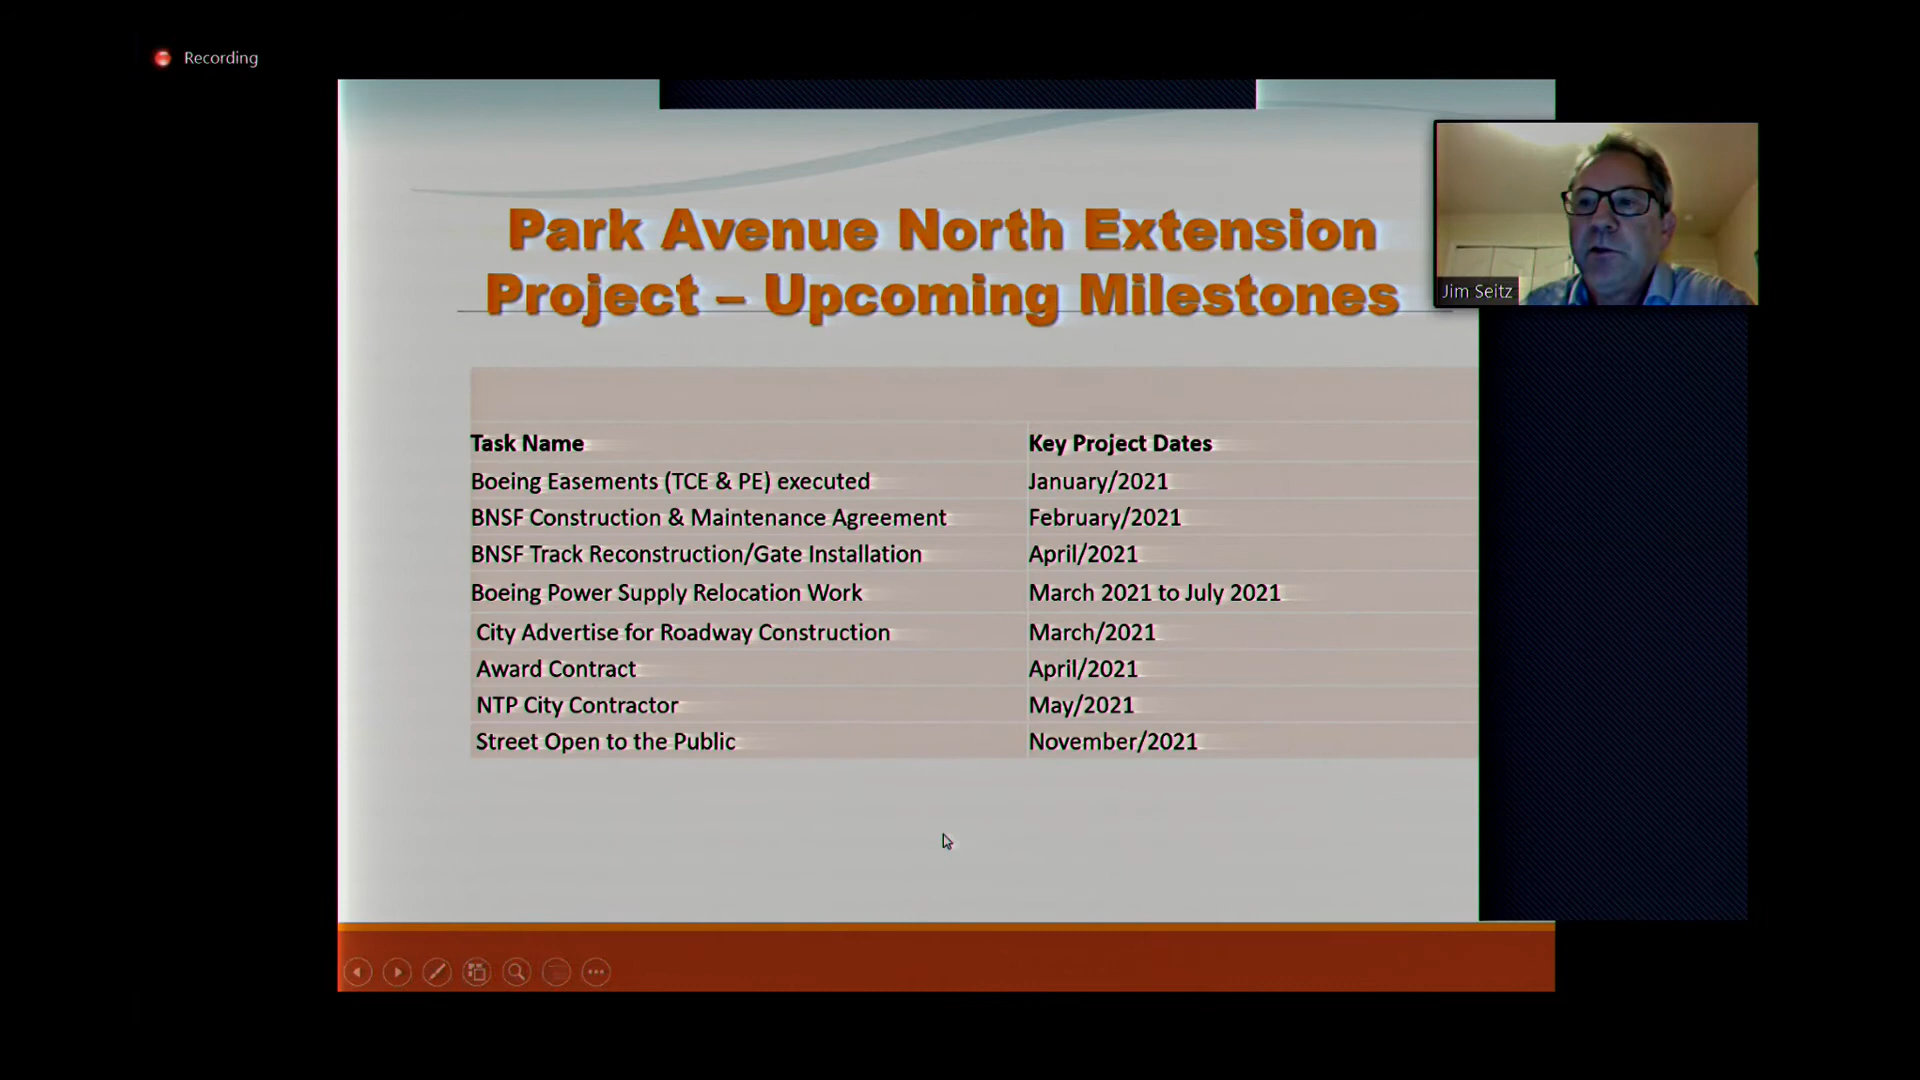 Recording
Park Avenue North Extension
Project – Upcoming Milestones
Jim Seitz
Task Name Key Project Dates
Boeing Easements (TCE & PE) executed January/2021
BNSF Construction & Maintenance Agreement February/2021
BNSF Track Reconstruction/Gate Installation April/2021
Boeing Power Supply Relocation Work March 2021 to July 2021
City Advertise for Roadway Construction March/2021
Award Contract April/2021
NTP City Contractor May/2021
Street Open to the Public November/2021